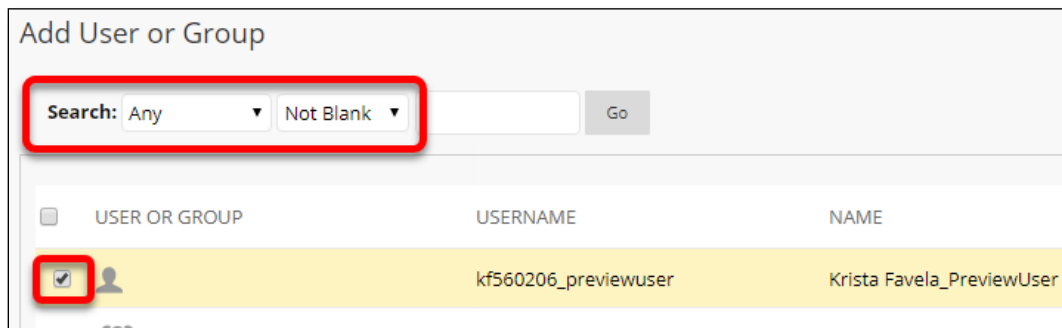 Add User or Group
Search: Any Not Blank Go
USER OR GROUP USERNAME NAME
kf560206_previewuser Krista Favela_PreviewUser